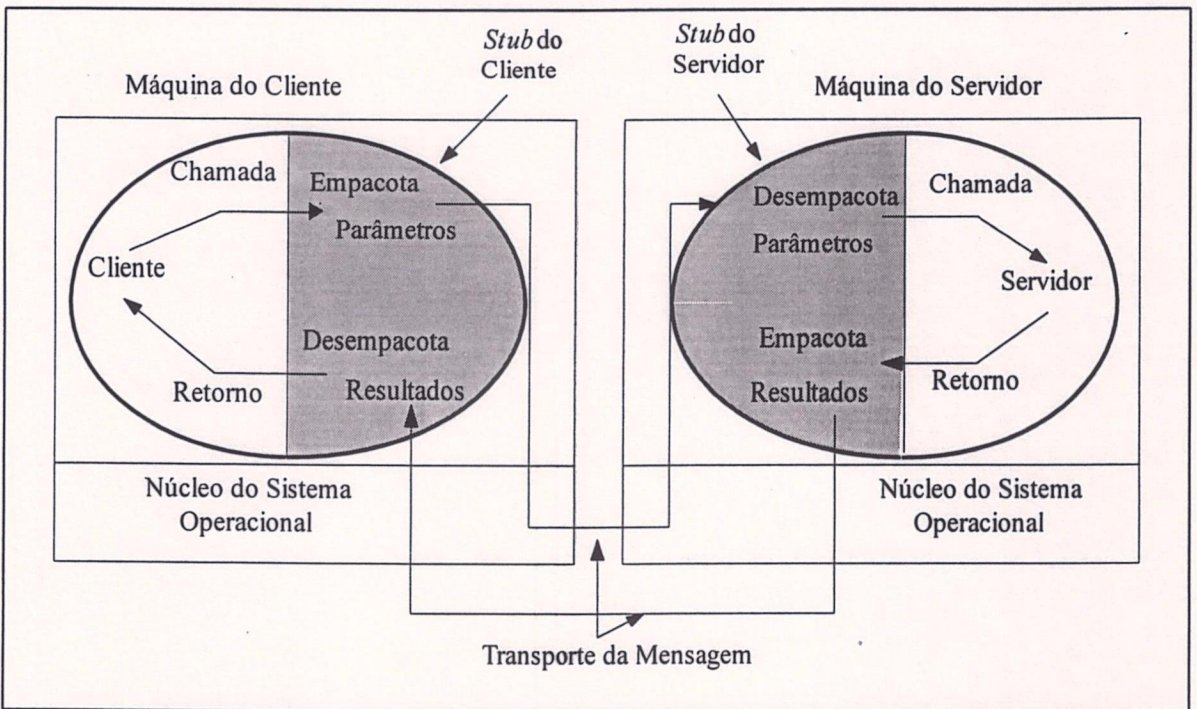 Stub do
Cliente
Stub do
Servidor
Máquina do Cliente
Máquina do Servidor
Chamada
Empacota
Parâmetros
Cliente
Desempacota
Resultados
Retorno
Desempacota
Parâmetros
Chamada
Servidor
Empacota
Resultados
Retorno
Núcleo do Sistema
Operacional
Núcleo do Sistema
Operacional
Transporte da Mensagem